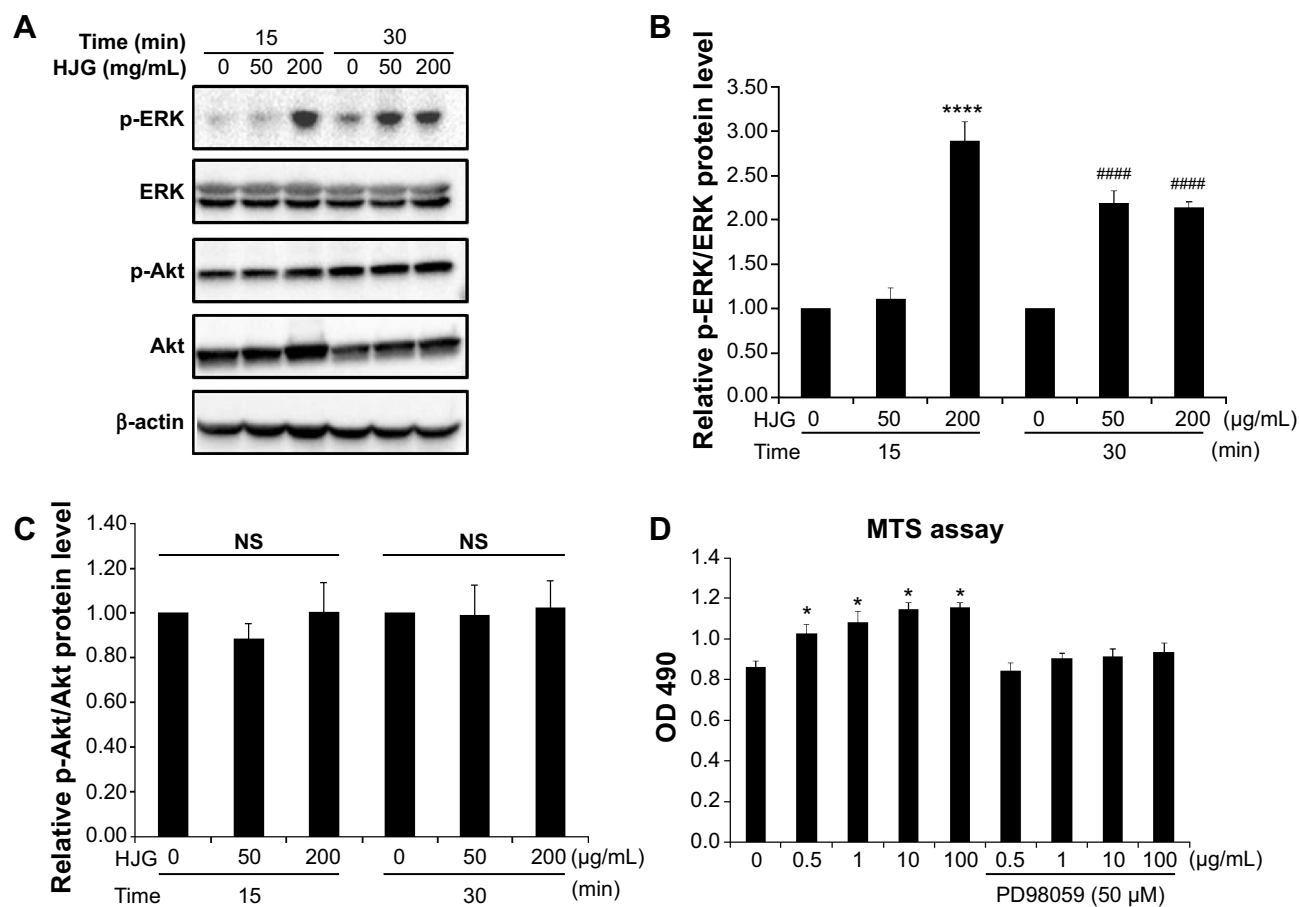 A
Time (min) 15 30
HJG (mg/mL) 0 50 200 0 50 200
p-ERK
ERK
p-Akt
Akt
β-actin
B
Relative p-ERK/ERK protein level
3.50
3.00
2.50
2.00
1.50
1.00
0.50
0.00
****
####
####
HJG 0 50 200 0 50 200 (µg/mL)
Time 15 30 (min)
C
Relative p-Akt/Akt protein level
1.40
1.20
1.00
0.80
0.60
0.40
0.20
0.00
NS NS
HJG 0 50 200 0 50 200 (µg/mL)
Time 15 30 (min)
D
MTS assay
OD 490
1.4
1.2
1.0
0.8
0.6
0.4
0.2
0.0
* * * *
0 0.5 1 10 100 0.5 1 10 100 (µg/mL)
PD98059 (50 µM)